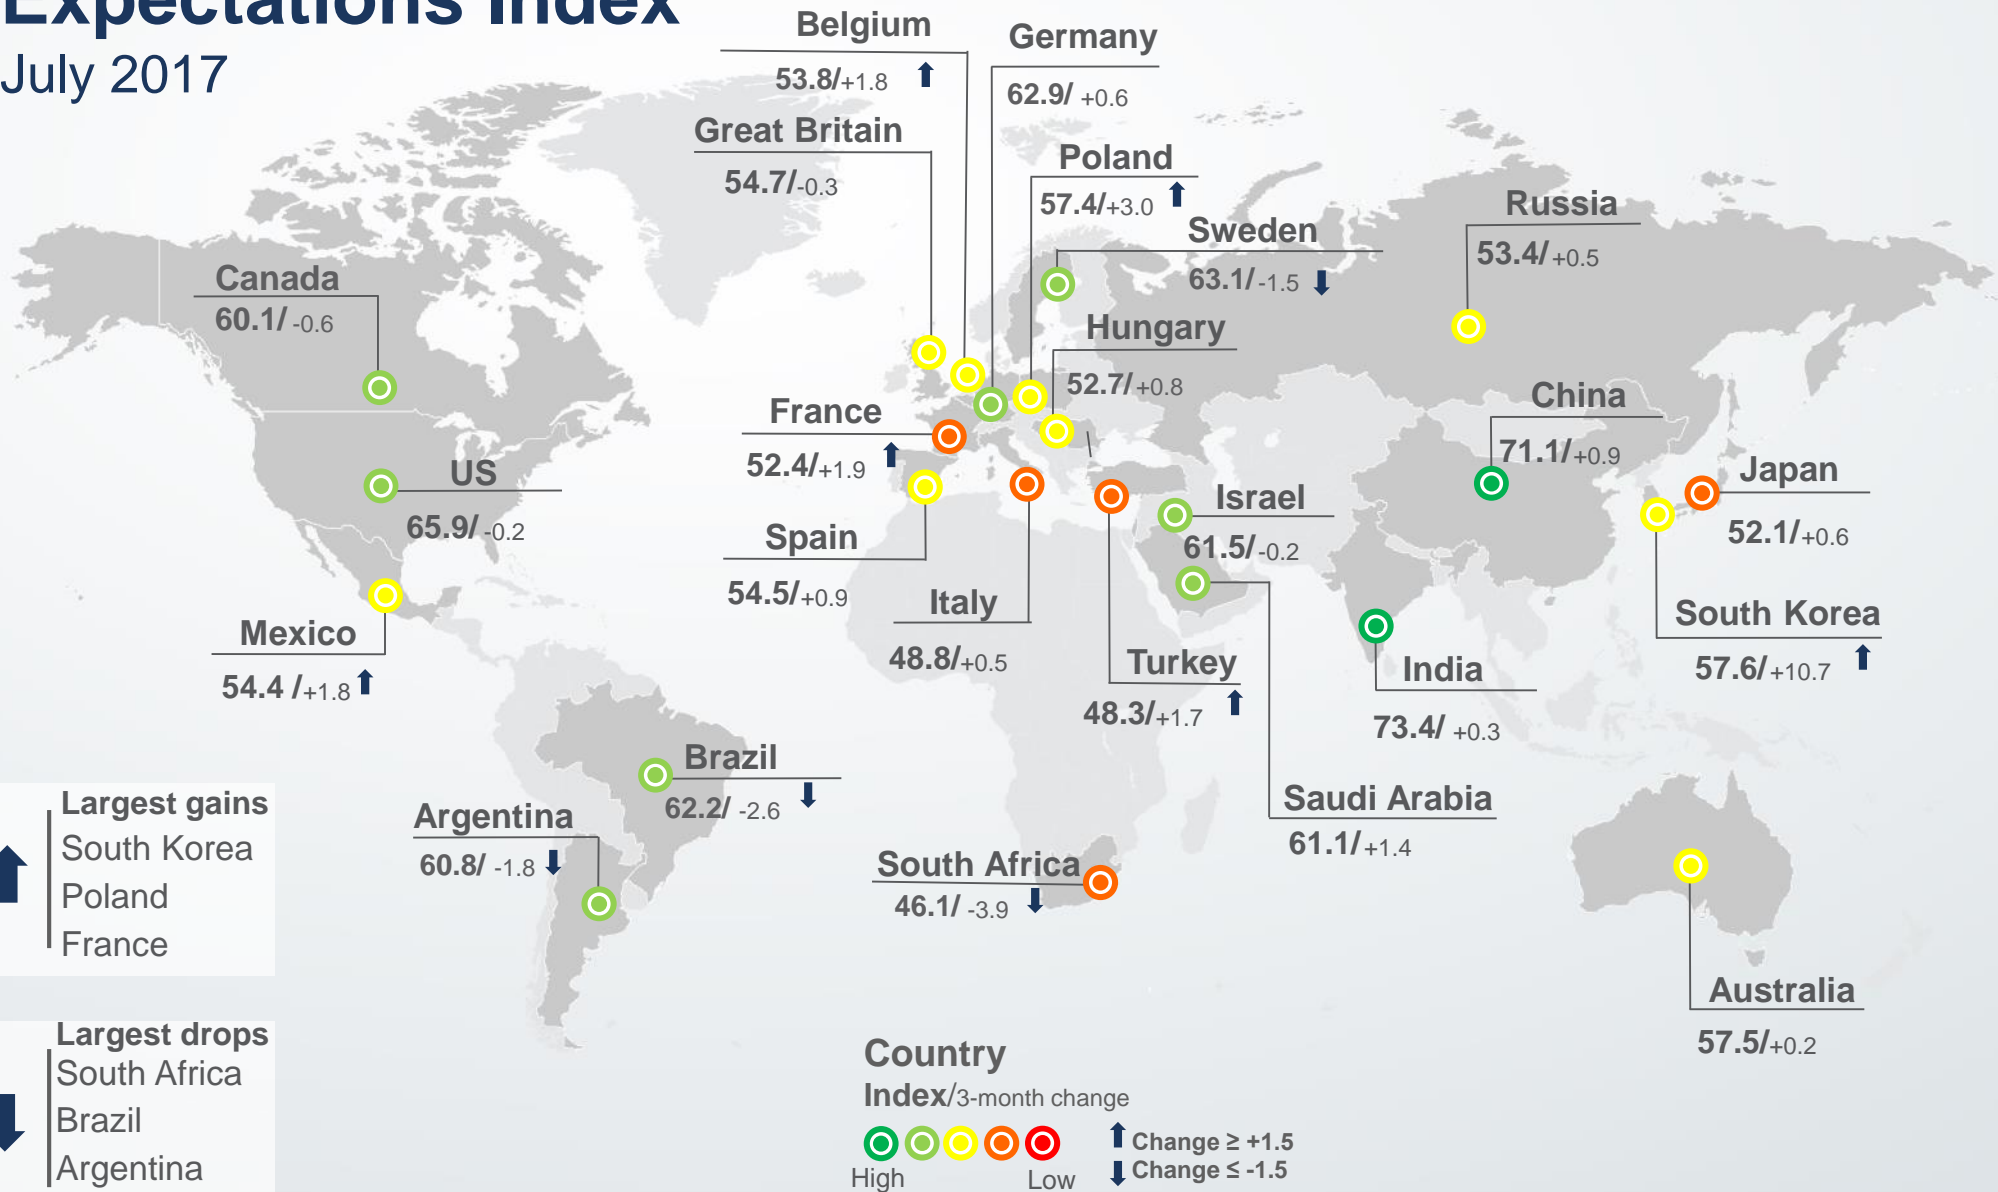 Expectations Index
July 2017
Belgium
53.8/+1.8
Germany
62.9/ +0.6
Great Britain
54.7/-0.3
Poland
57.4/+3.0
Sweden
63.1/-1.5
Russia
53.4/+0.5
Canada
60.1/ -0.6
Hungary
52.7/+0.8
China
71.1/+0.9
France
52.4/+1.9
US
65.9/ -0.2
Japan
52.1/+0.6
Israel
61.5/-0.2
Spain
54.5/+0.9
Italy
48.8/+0.5
South Korea
57.6/+10.7
Mexico
54.4 /+1.8
Turkey
48.3/+1.7
India
73.4/ +0.3
Brazil
62.2/ -2.6
Saudi Arabia
61.1/+1.4
Argentina
60.8/ -1.8
South Africa
46.1/ -3.9
Australia
57.5/+0.2
Largest gains
South Korea
Poland
France
Largest drops
South Africa
Brazil
Argentina
Country
Index/3-month change
High
Low
Change ≥ +1.5
Change ≤ -1.5